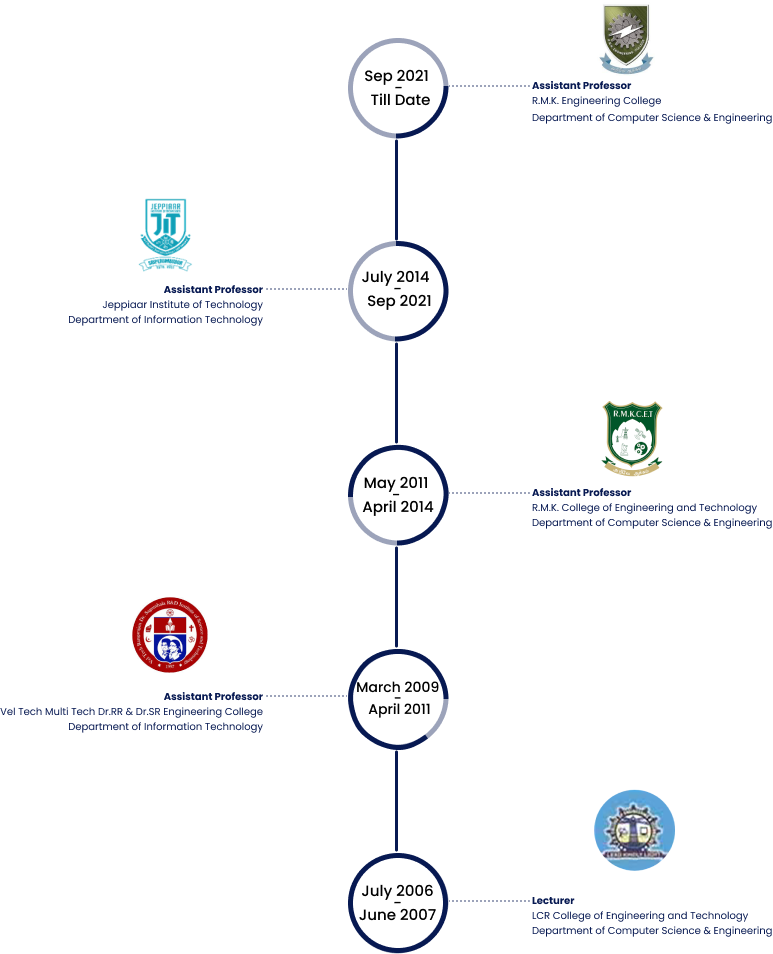 Sep 2021
-
Till Date
Assistant Professor
R.M.K. Engineering College
Department of Computer Science & Engineering
JEPPIAAR
JIT
July 2014
-
Sep 2021
Assistant Professor
Jeppiaar Institute of Technology
Department of Information Technology
R.M.K.C.E.T
May 2011
-
April 2014
Assistant Professor
R.M.K. College of Engineering and Technology
Department of Computer Science & Engineering
March 2009
-
April 2011
Assistant Professor
Vel Tech Multi Tech Dr.RR & Dr.SR Engineering College
Department of Information Technology
LEAD KINDLY LIGHT
July 2006
-
June 2007
Lecturer
LCR College of Engineering and Technology
Department of Computer Science & Engineering